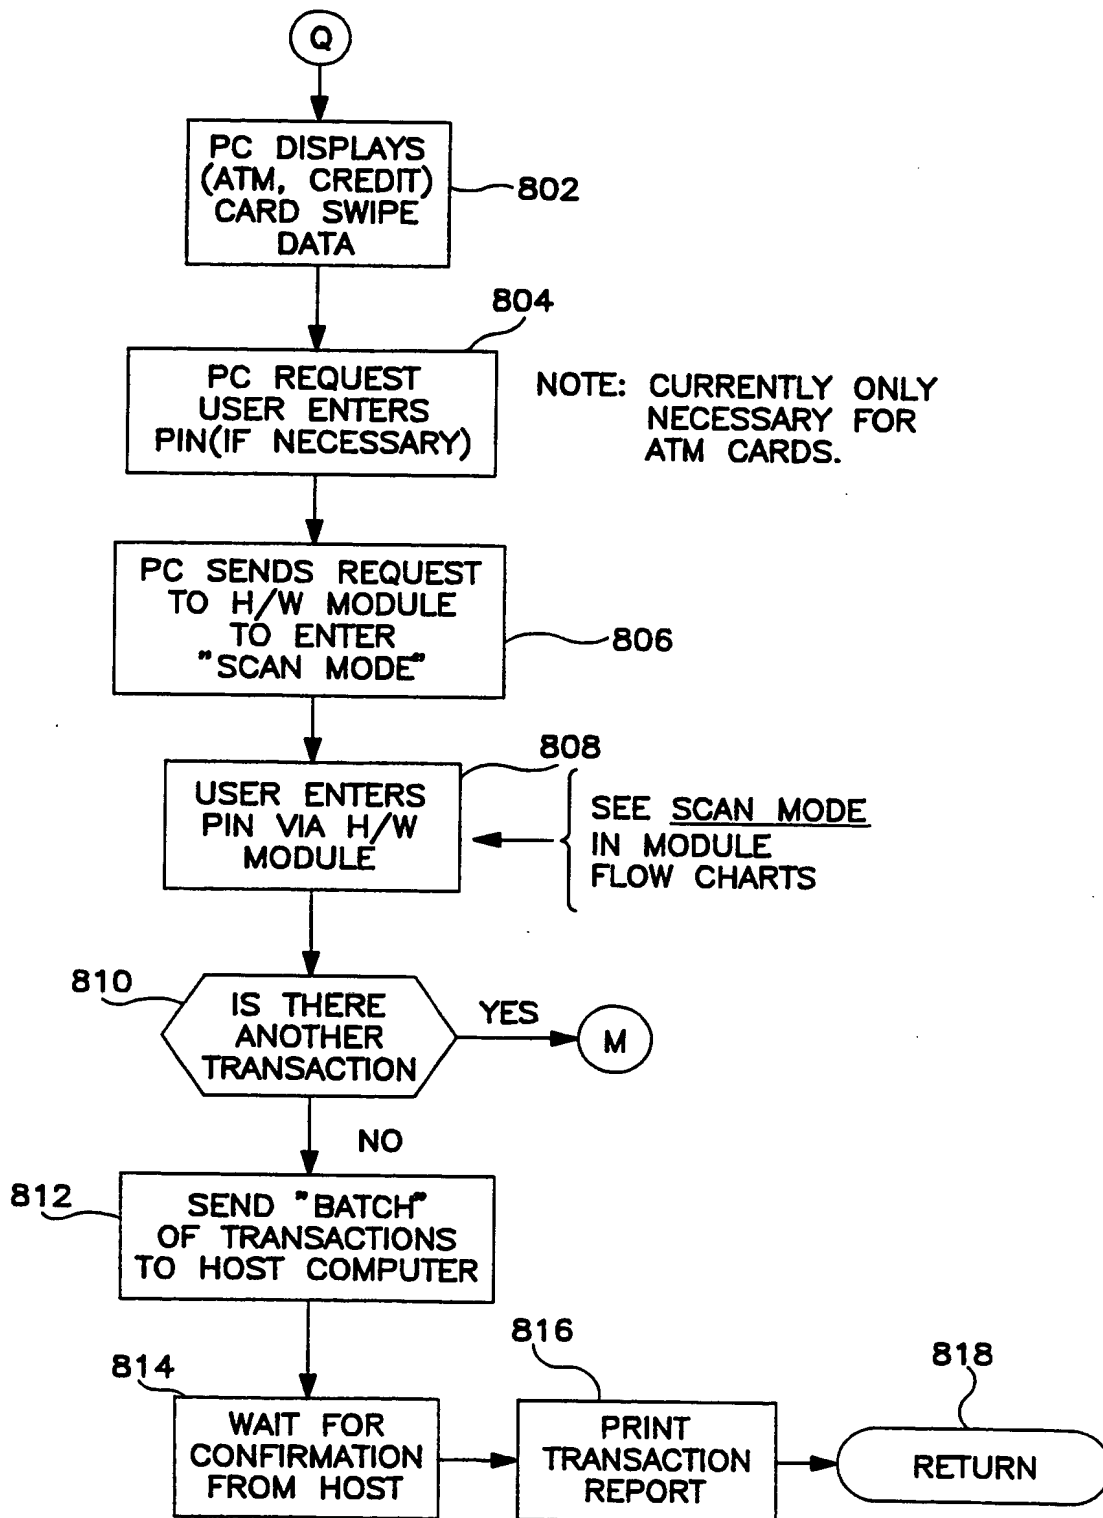 Q
PC DISPLAYS
(ATM, CREDIT)
CARD SWIPE
DATA
802
804
PC REQUEST
USER ENTERS
PIN(IF NECESSARY)
NOTE: CURRENTLY ONLY
NECESSARY FOR
ATM CARDS.
PC SENDS REQUEST
TO H/W MODULE
TO ENTER
"SCAN MODE"
806
808
USER ENTERS
PIN VIA H/W
MODULE
SEE SCAN MODE
IN MODULE
FLOW CHARTS
810
IS THERE
ANOTHER
TRANSACTION
YES
M
NO
812
SEND "BATCH"
OF TRANSACTIONS
TO HOST COMPUTER
814
WAIT FOR
CONFIRMATION
FROM HOST
816
PRINT
TRANSACTION
REPORT
818
RETURN